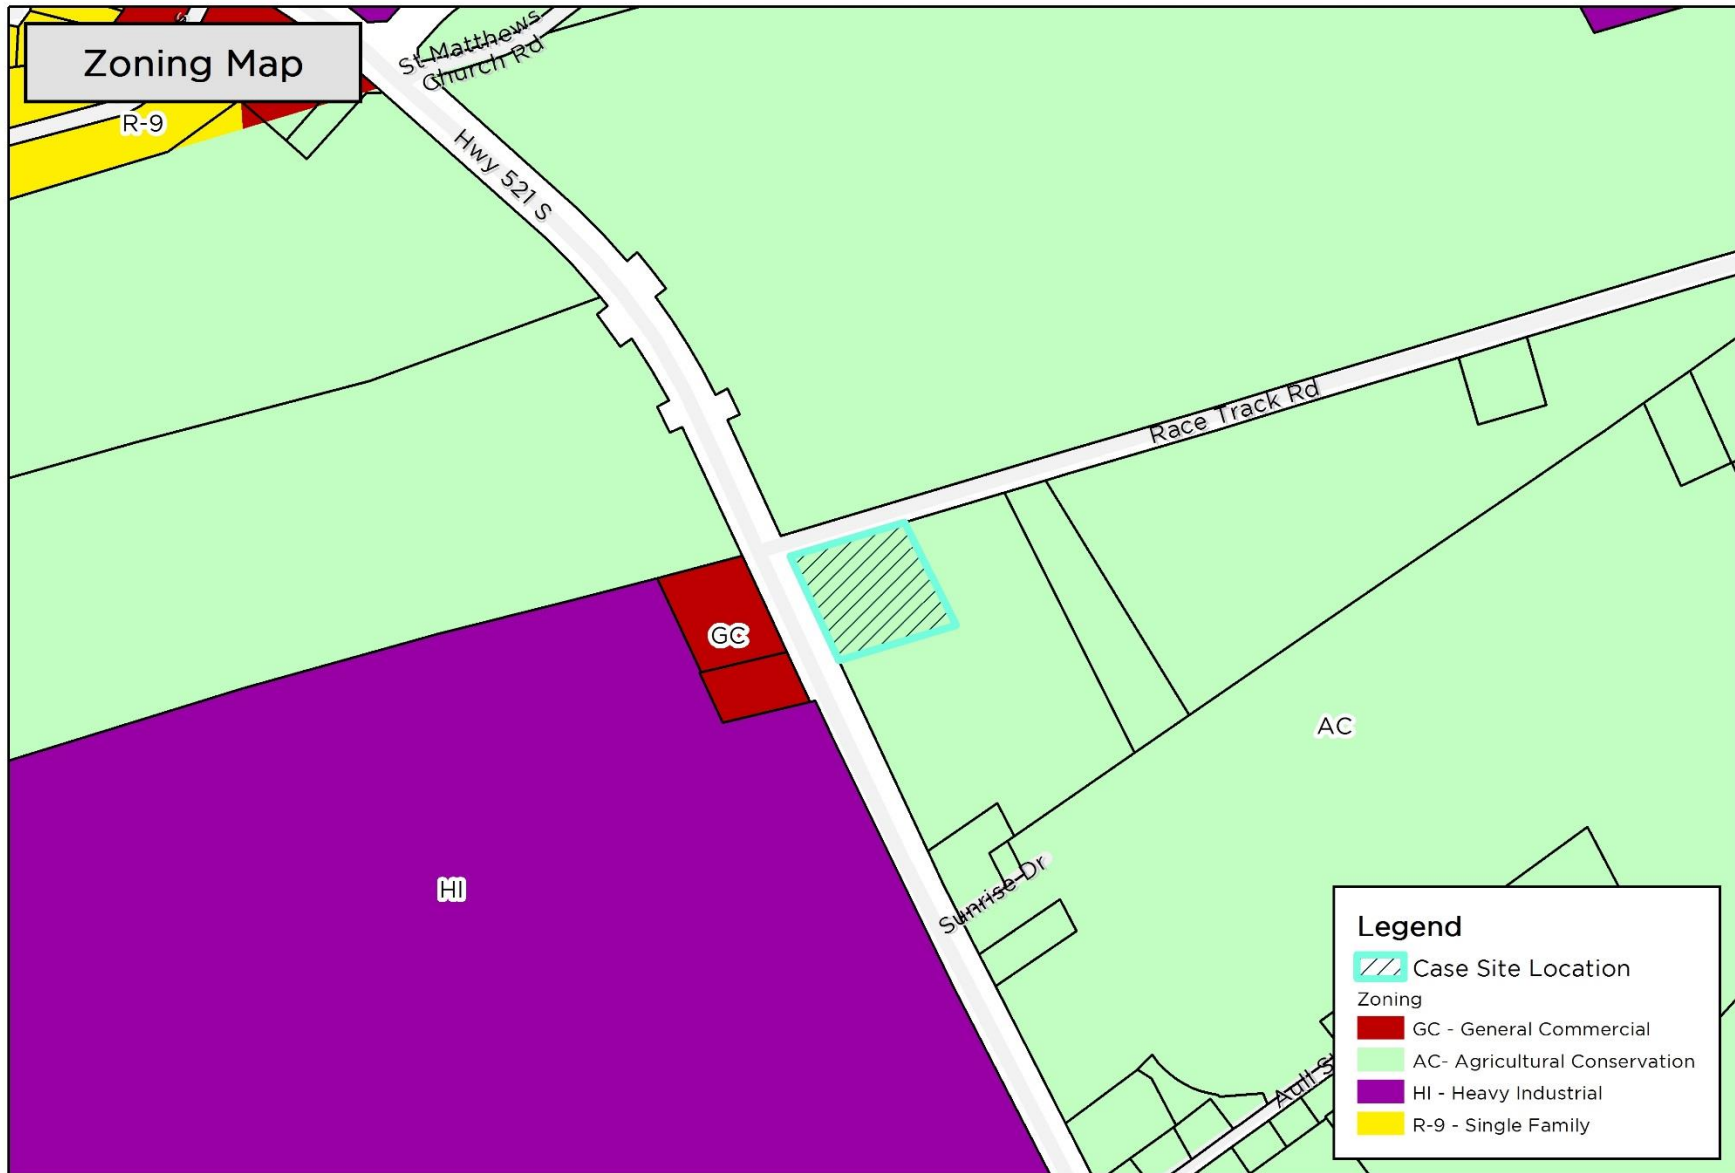 Zoning Map
St Matthews
Church Rd
R-9
Hwy 521 S
Race Track Rd
GC
AC
HI
Sunrise Dr
Legend
Case Site Location
Zoning
GC - General Commercial
AC- Agricultural Conservation
HI - Heavy Industrial
R-9 - Single Family
Aull